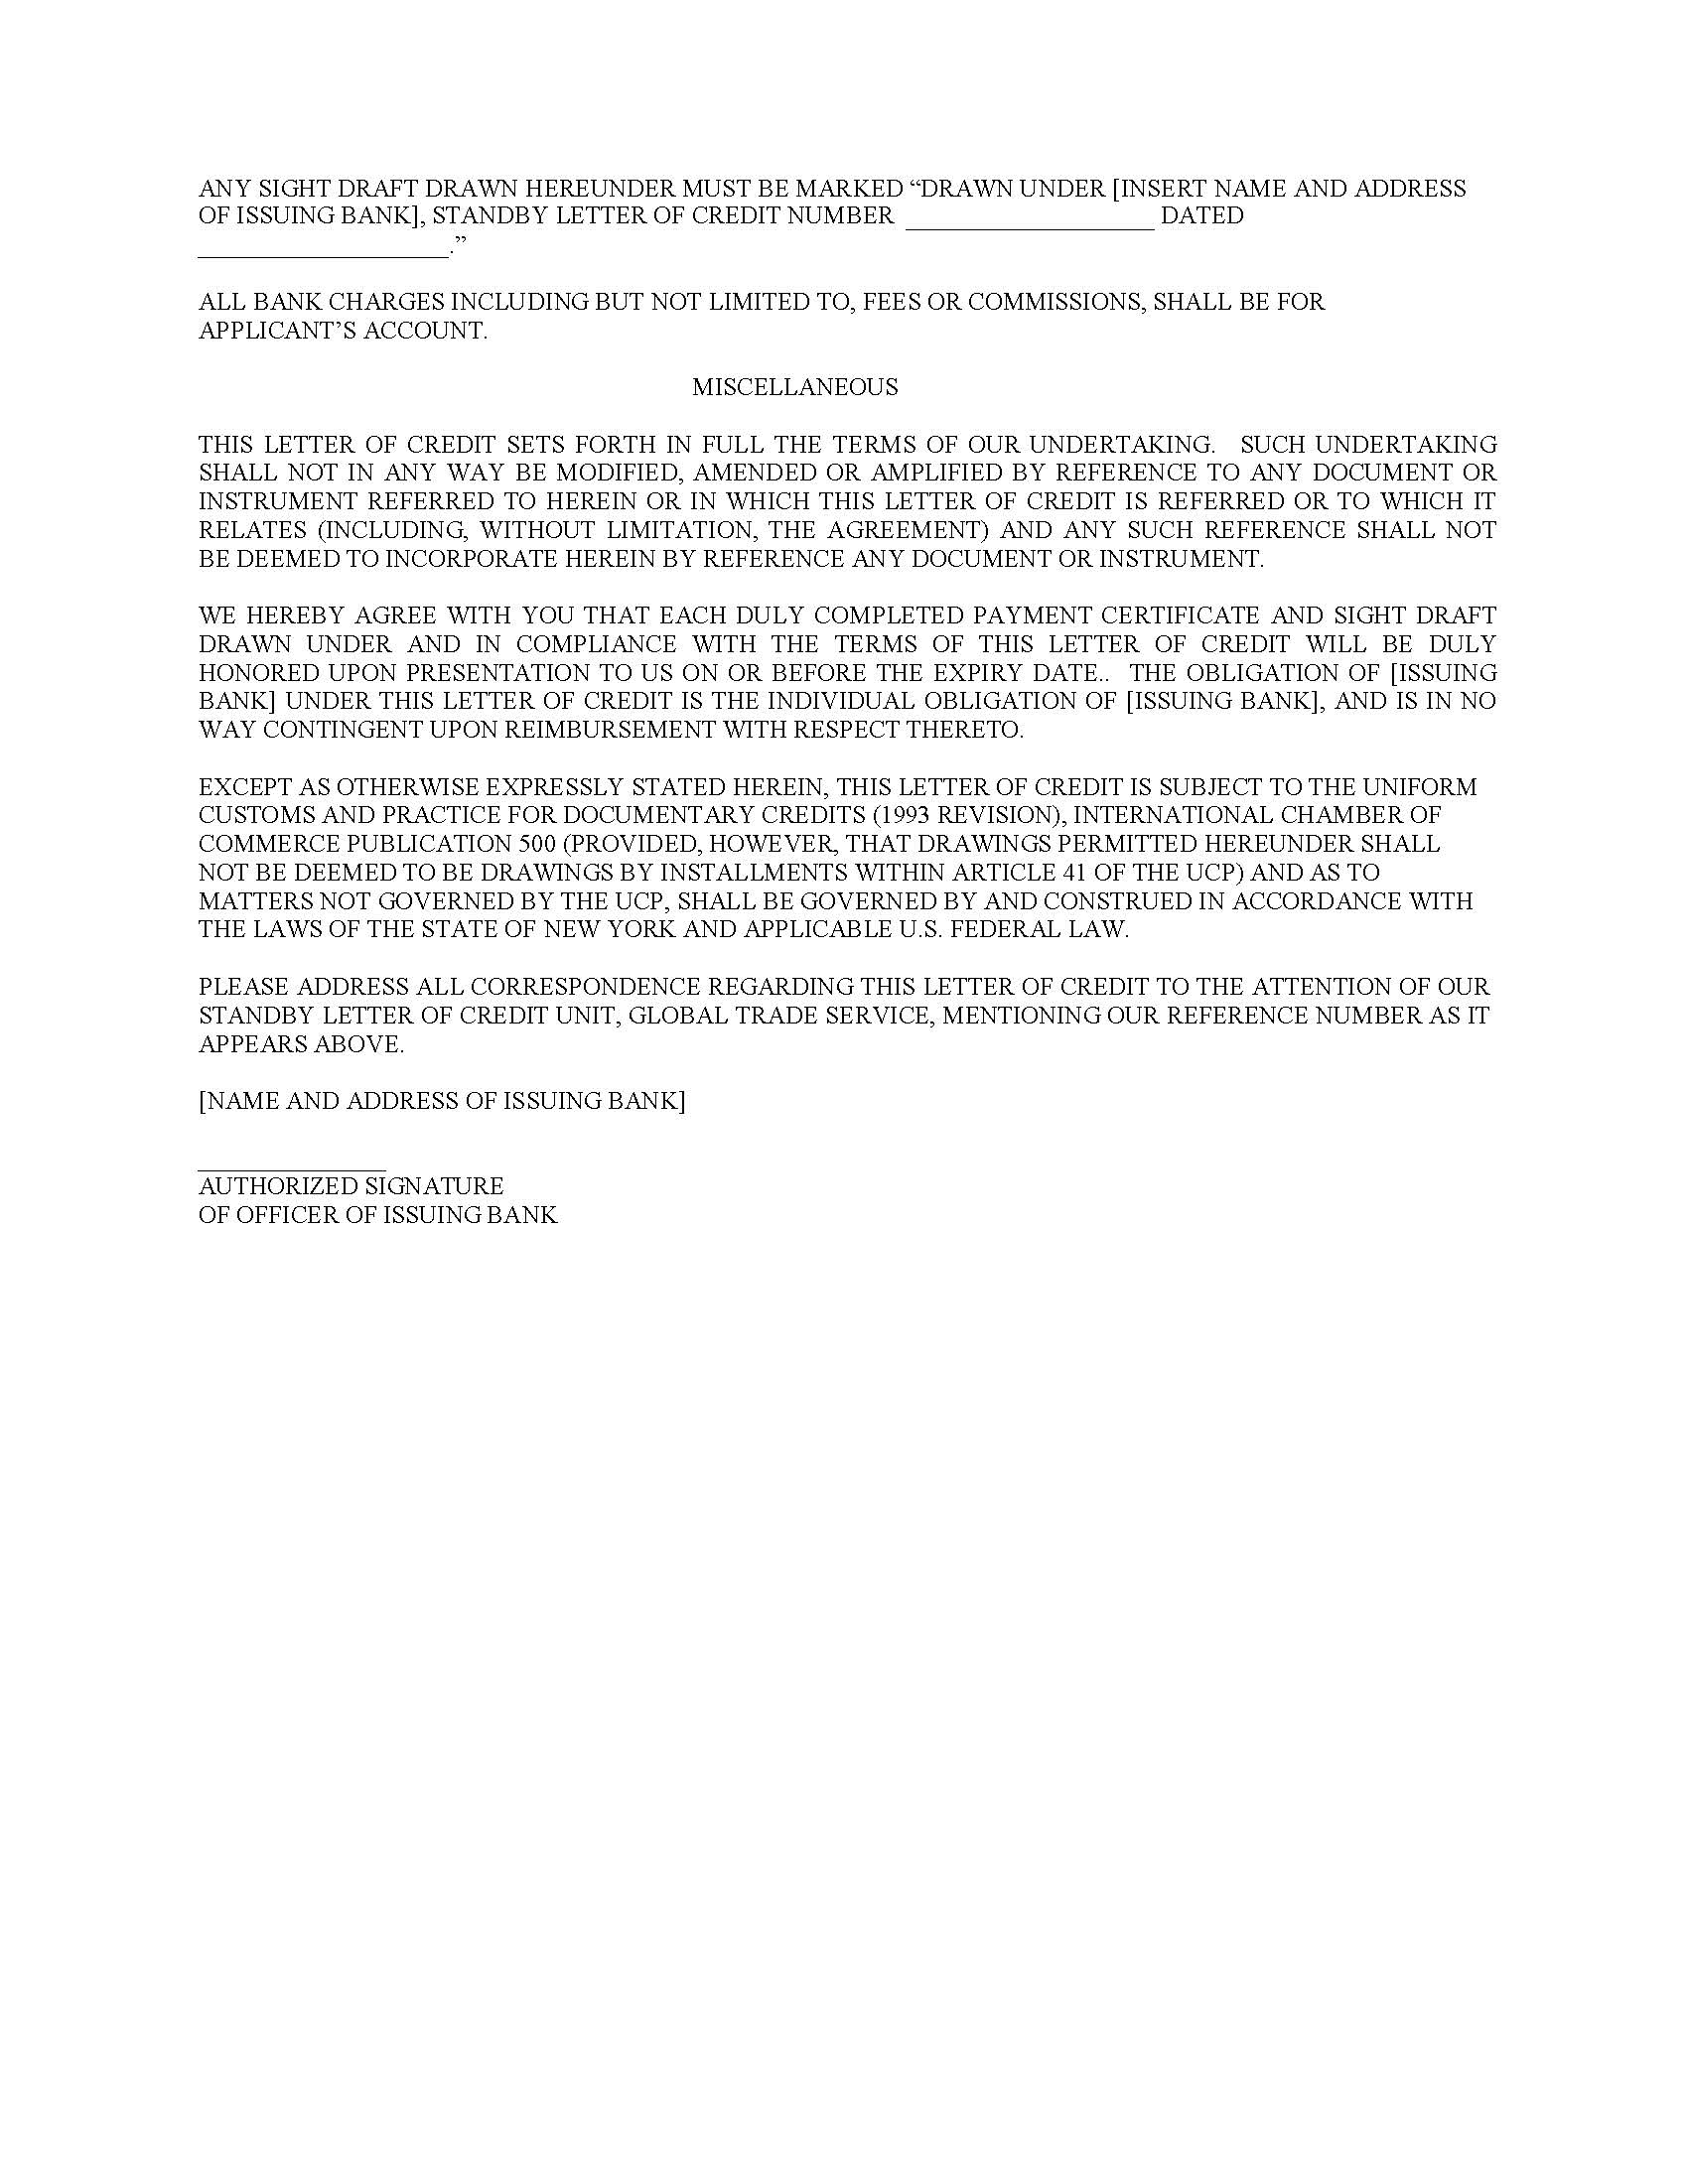 ANY SIGHT DRAFT DRAWN HEREUNDER MUST BE MARKED “DRAWN UNDER [INSERT NAME AND ADDRESS
OF ISSUING BANK], STANDBY LETTER OF CREDIT NUMBER ____________________ DATED
____________________.”
ALL BANK CHARGES INCLUDING BUT NOT LIMITED TO, FEES OR COMMISSIONS, SHALL BE FOR
APPLICANT’S ACCOUNT.
MISCELLANEOUS
THIS LETTER OF CREDIT SETS FORTH IN FULL THE TERMS OF OUR UNDERTAKING. SUCH UNDERTAKING
SHALL NOT IN ANY WAY BE MODIFIED, AMENDED OR AMPLIFIED BY REFERENCE TO ANY DOCUMENT OR
INSTRUMENT REFERRED TO HEREIN OR IN WHICH THIS LETTER OF CREDIT IS REFERRED OR TO WHICH IT
RELATES (INCLUDING, WITHOUT LIMITATION, THE AGREEMENT) AND ANY SUCH REFERENCE SHALL NOT
BE DEEMED TO INCORPORATE HEREIN BY REFERENCE ANY DOCUMENT OR INSTRUMENT.
WE HEREBY AGREE WITH YOU THAT EACH DULY COMPLETED PAYMENT CERTIFICATE AND SIGHT DRAFT
DRAWN UNDER AND IN COMPLIANCE WITH THE TERMS OF THIS LETTER OF CREDIT WILL BE DULY
HONORED UPON PRESENTATION TO US ON OR BEFORE THE EXPIRY DATE.. THE OBLIGATION OF [ISSUING
BANK] UNDER THIS LETTER OF CREDIT IS THE INDIVIDUAL OBLIGATION OF [ISSUING BANK], AND IS IN NO
WAY CONTINGENT UPON REIMBURSEMENT WITH RESPECT THERETO.
EXCEPT AS OTHERWISE EXPRESSLY STATED HEREIN, THIS LETTER OF CREDIT IS SUBJECT TO THE UNIFORM
CUSTOMS AND PRACTICE FOR DOCUMENTARY CREDITS (1993 REVISION), INTERNATIONAL CHAMBER OF
COMMERCE PUBLICATION 500 (PROVIDED, HOWEVER, THAT DRAWINGS PERMITTED HEREUNDER SHALL
NOT BE DEEMED TO BE DRAWINGS BY INSTALLMENTS WITHIN ARTICLE 41 OF THE UCP) AND AS TO
MATTERS NOT GOVERNED BY THE UCP, SHALL BE GOVERNED BY AND CONSTRUED IN ACCORDANCE WITH
THE LAWS OF THE STATE OF NEW YORK AND APPLICABLE U.S. FEDERAL LAW.
PLEASE ADDRESS ALL CORRESPONDENCE REGARDING THIS LETTER OF CREDIT TO THE ATTENTION OF OUR
STANDBY LETTER OF CREDIT UNIT, GLOBAL TRADE SERVICE, MENTIONING OUR REFERENCE NUMBER AS IT
APPEARS ABOVE.
[NAME AND ADDRESS OF ISSUING BANK]
_______________
AUTHORIZED SIGNATURE
OF OFFICER OF ISSUING BANK